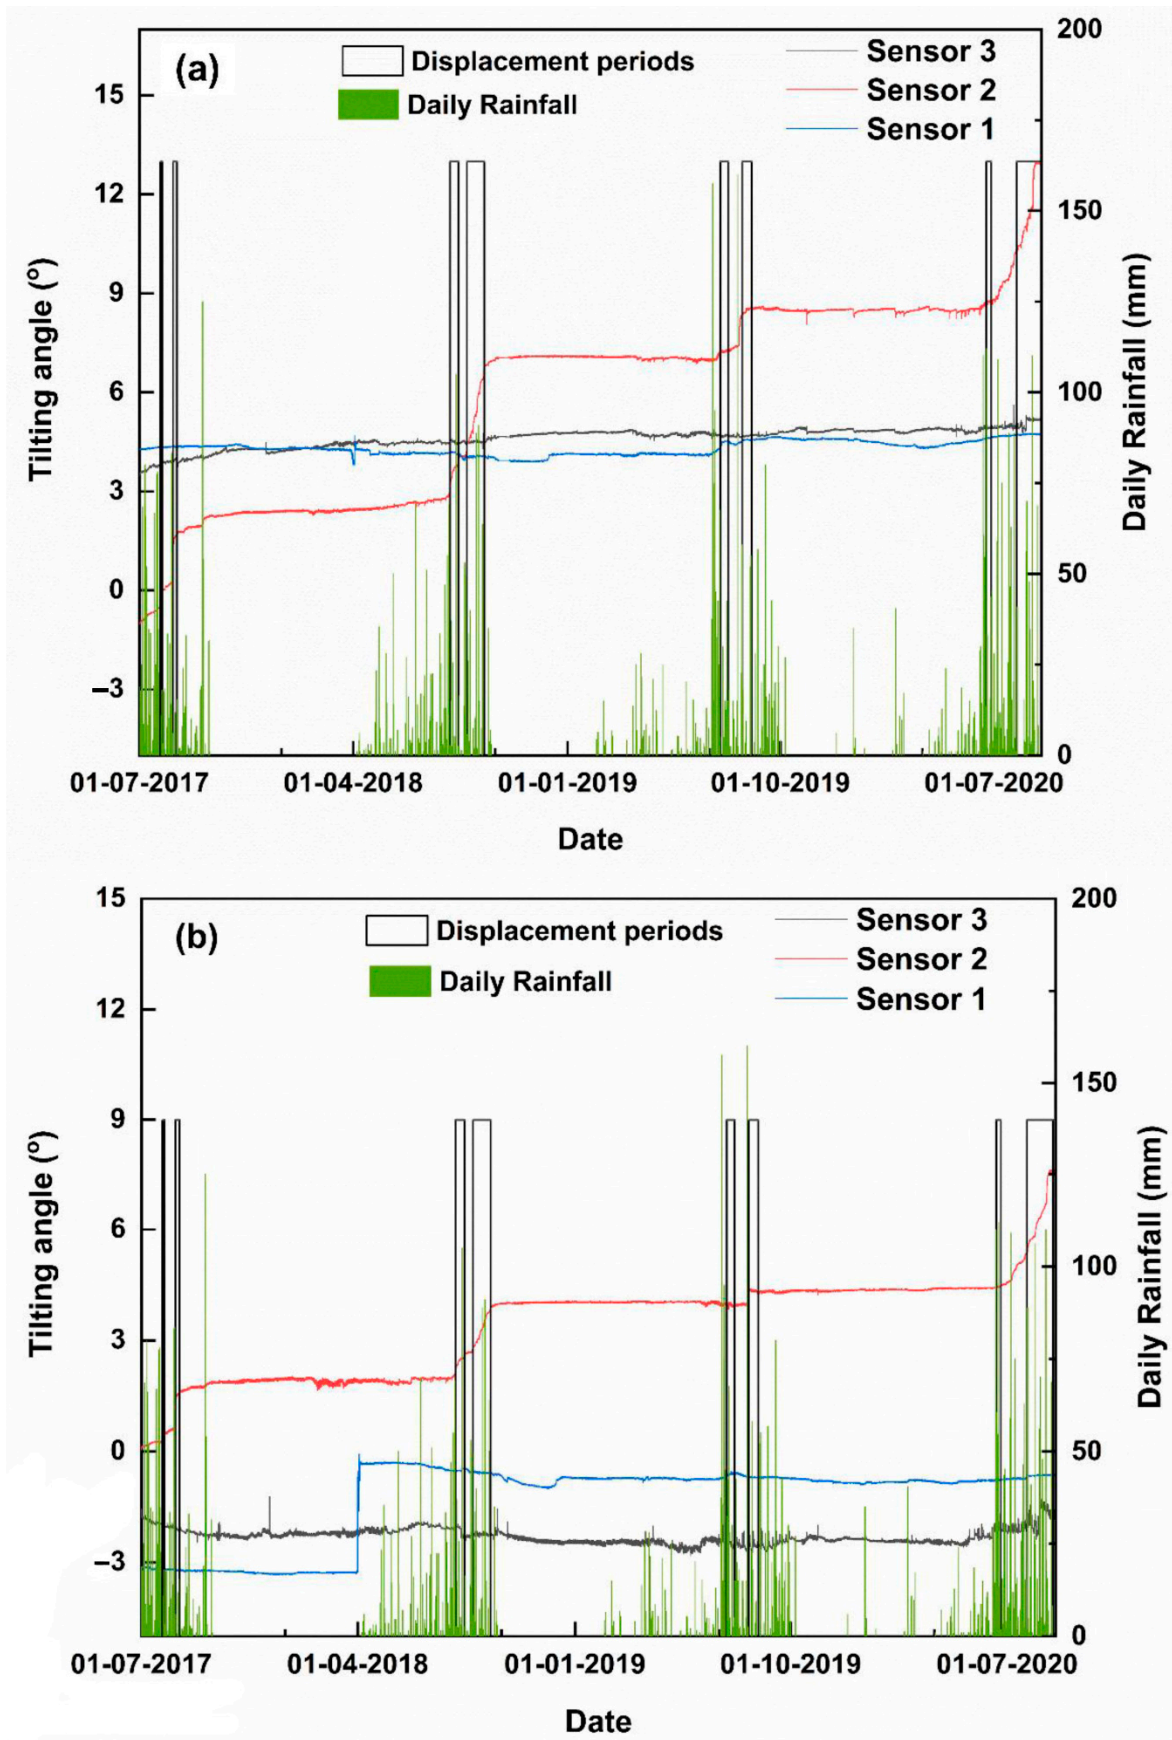 (a)
Displacement periods
Daily Rainfall
Sensor 3
Sensor 2
Sensor 1
15
12
9
6
3
0
–3
Tilting angle (º)
200
150
100
50
0
Daily Rainfall (mm)
01-07-2017 01-04-2018 01-01-2019 01-10-2019 01-07-2020
Date
(b)
Displacement periods
Daily Rainfall
Sensor 3
Sensor 2
Sensor 1
15
12
9
6
3
0
–3
Tilting angle (º)
200
150
100
50
0
Daily Rainfall (mm)
01-07-2017 01-04-2018 01-01-2019 01-10-2019 01-07-2020
Date